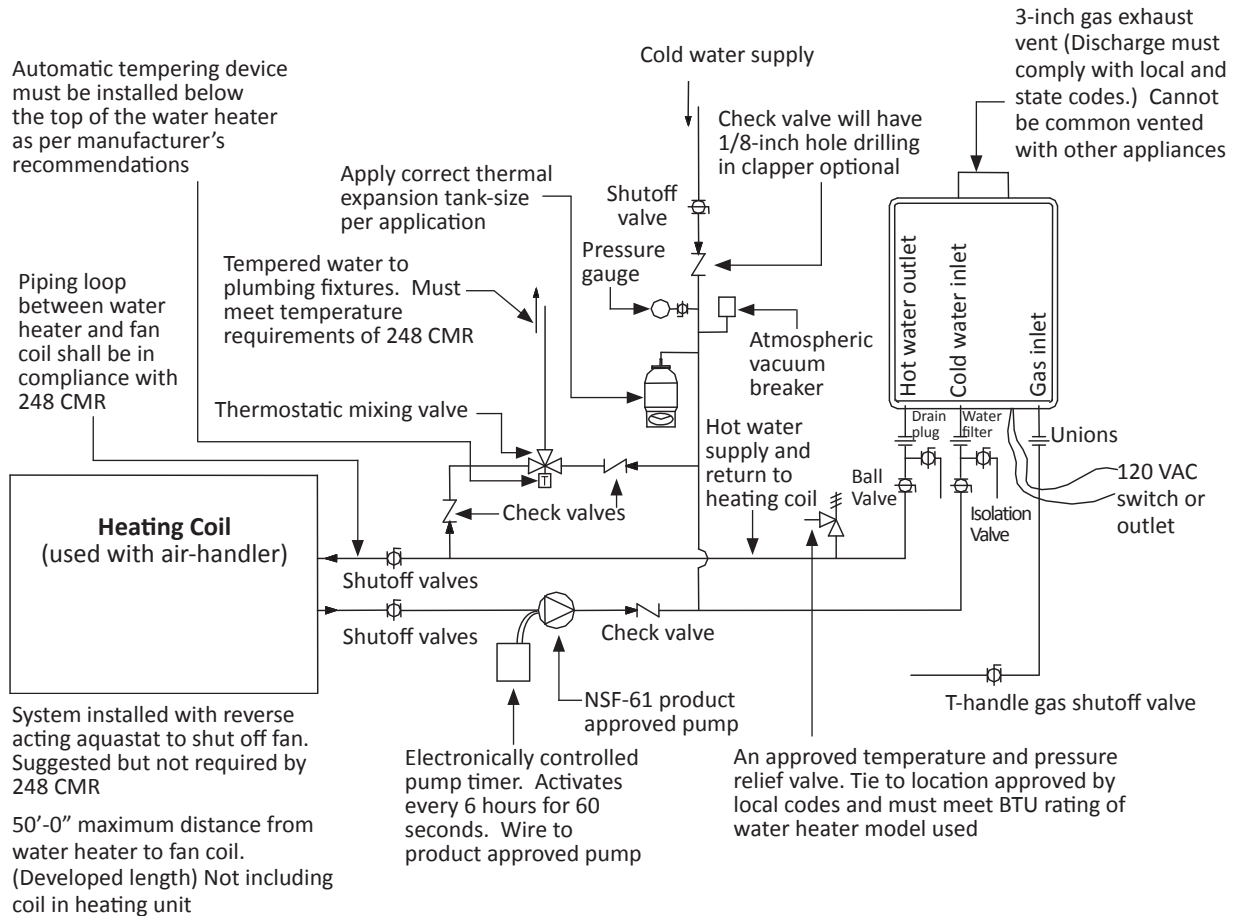 3-inch gas exhaust
vent (Discharge must
comply with local and
state codes.)  Cannot
be common vented
with other appliances
Cold water supply
Automatic tempering device
must be installed below
the top of the water heater
as per manufacturer’s
recommendations
Check valve will have
1/8-inch hole drilling
in clapper optional
Apply correct thermal
expansion tank-size
per application
Shutoff
valve
Pressure
gauge
Tempered water to
plumbing fixtures.  Must
meet temperature
requirements of 248 CMR
Piping loop
between water
heater and fan
coil shall be in
compliance with
248 CMR
Atmospheric
vacuum
breaker
Hot water outlet
Cold water inlet
Gas inlet
Thermostatic mixing valve
Drain
plug
Water
filter
Unions
Hot water
supply and
return to
heating coil
Ball
Valve
120 VAC
switch or
outlet
T
Check valves
Isolation
Valve
Heating Coil
(used with air-handler)
Shutoff valves
Shutoff valves
Check valve
T-handle gas shutoff valve
NSF-61 product
approved pump
System installed with reverse
acting aquastat to shut off fan.
Suggested but not required by
248 CMR
Electronically controlled
pump timer.  Activates
every 6 hours for 60
seconds.  Wire to
product approved pump
An approved temperature and pressure
relief valve. Tie to location approved by
local codes and must meet BTU rating of
water heater model used
50’-0” maximum distance from
water heater to fan coil.
(Developed length) Not including
coil in heating unit